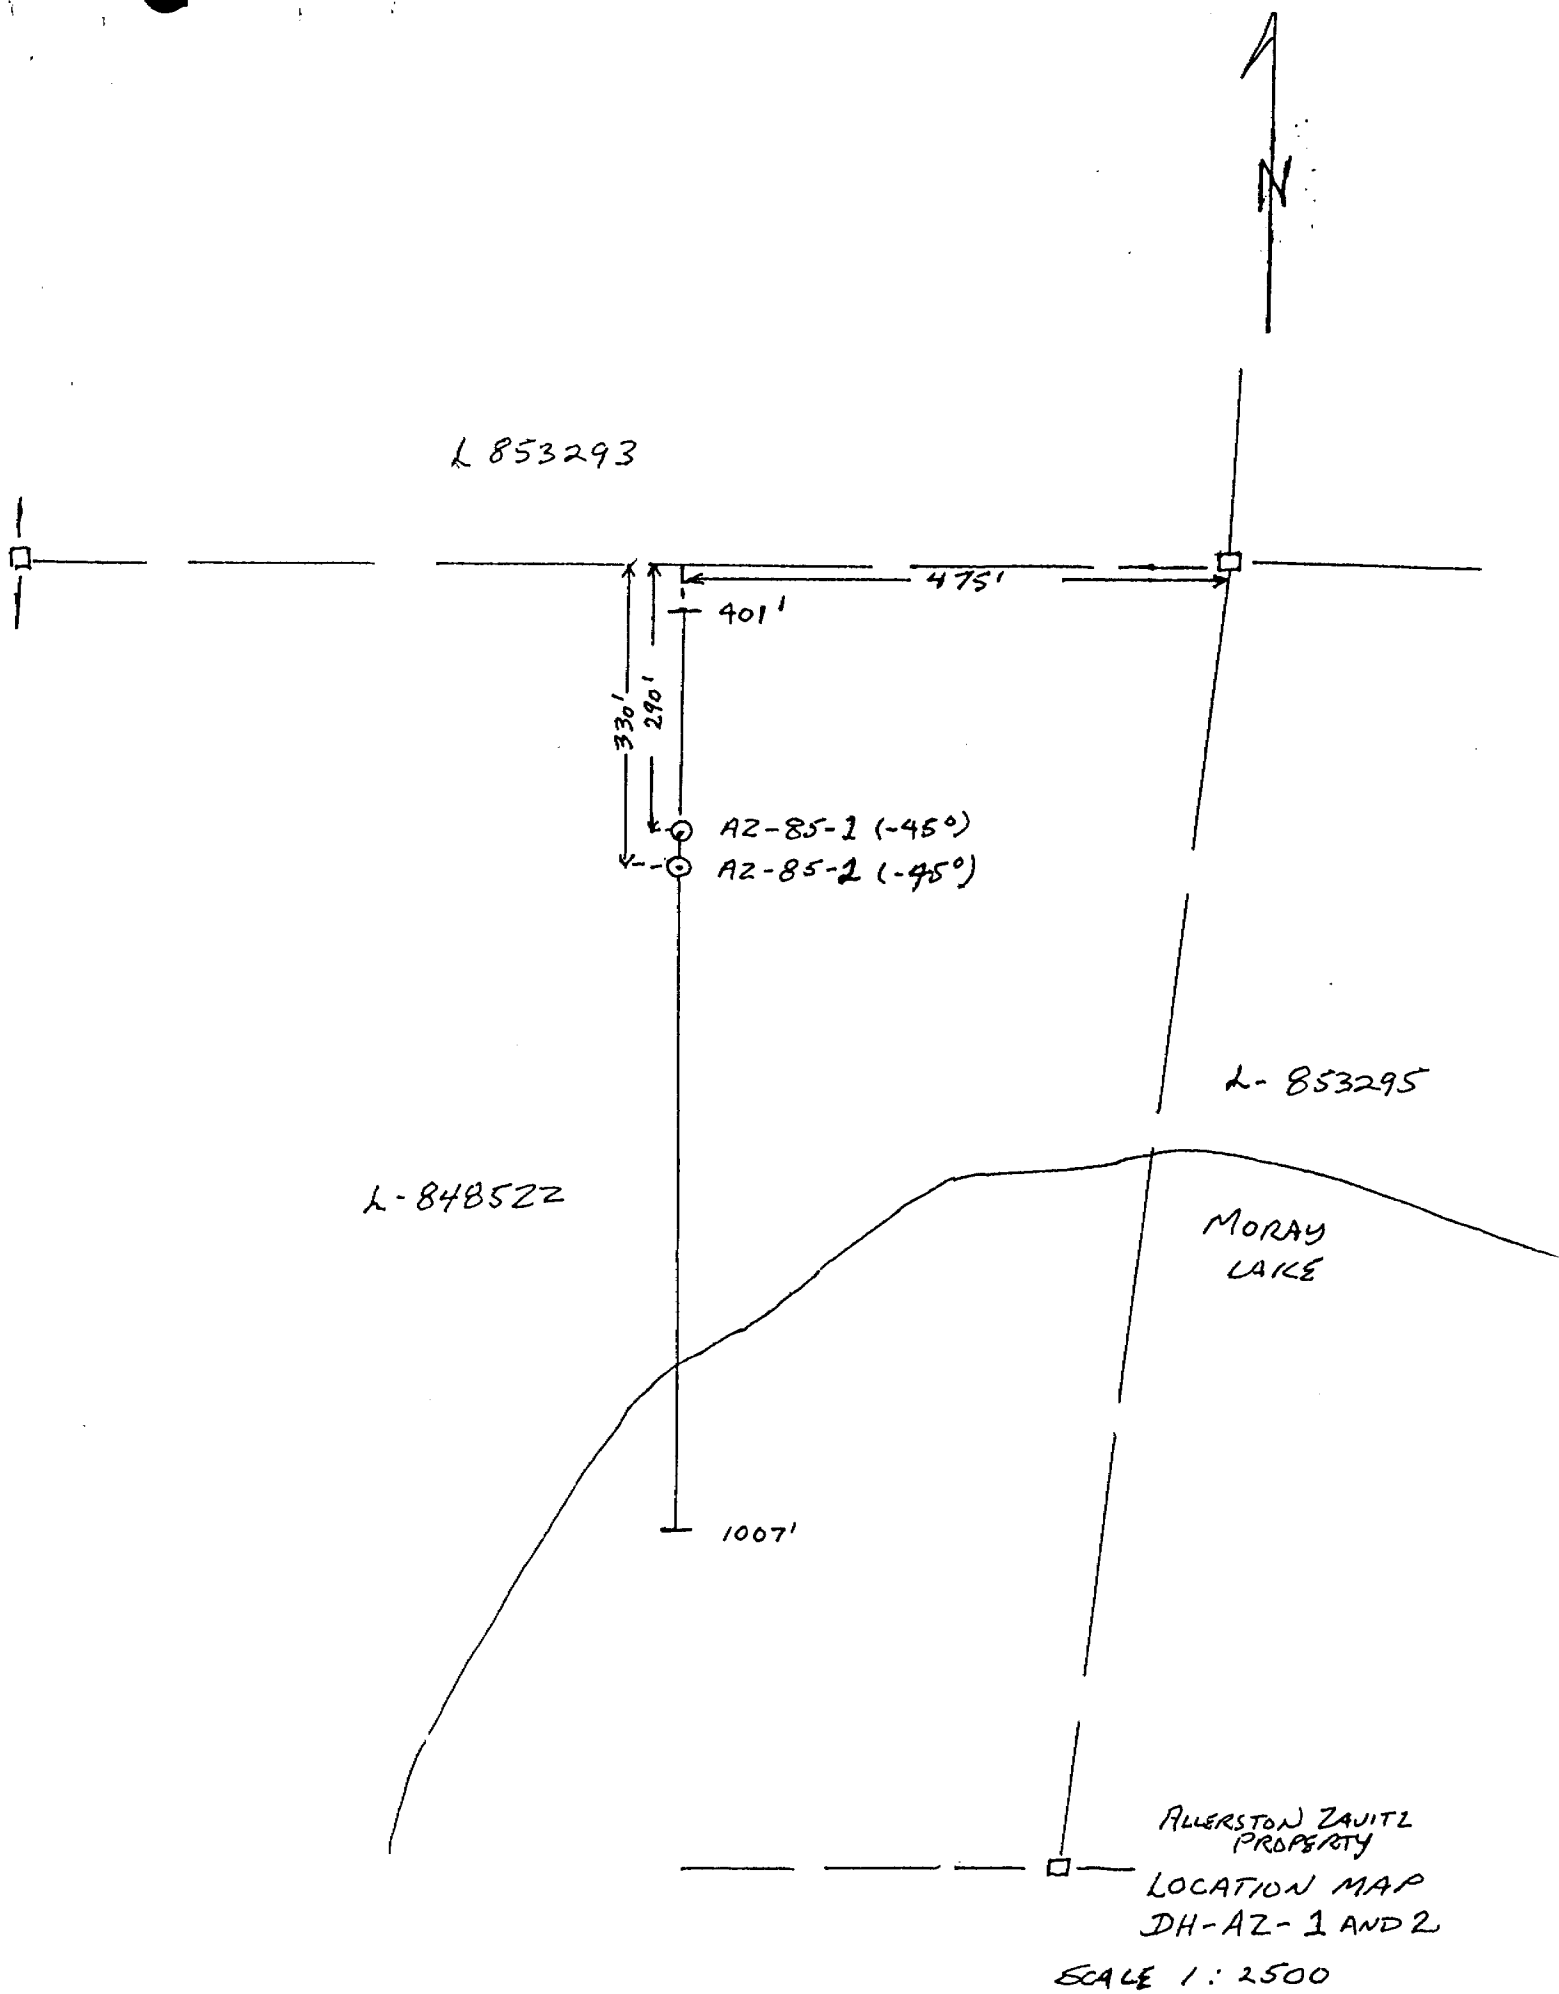 N
L 853293
475'
401'
330'
290'
AZ-85-1 (-45°)
AZ-85-2 (-45°)
L-853295
L-848522
MORAY
LAKE
1007'
ALLERSTON ZAVITZ
PROPERTY
LOCATION MAP
DH-AZ-1 AND 2
SCALE 1:2500